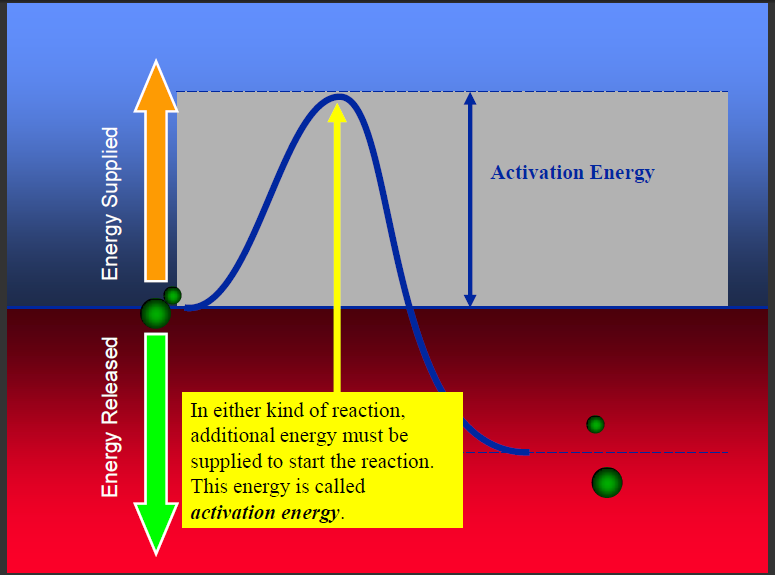 Energy Supplied
Activation Energy
Energy Released
In either kind of reaction,
additional energy must be
supplied to start the reaction.
This energy is called
activation energy.